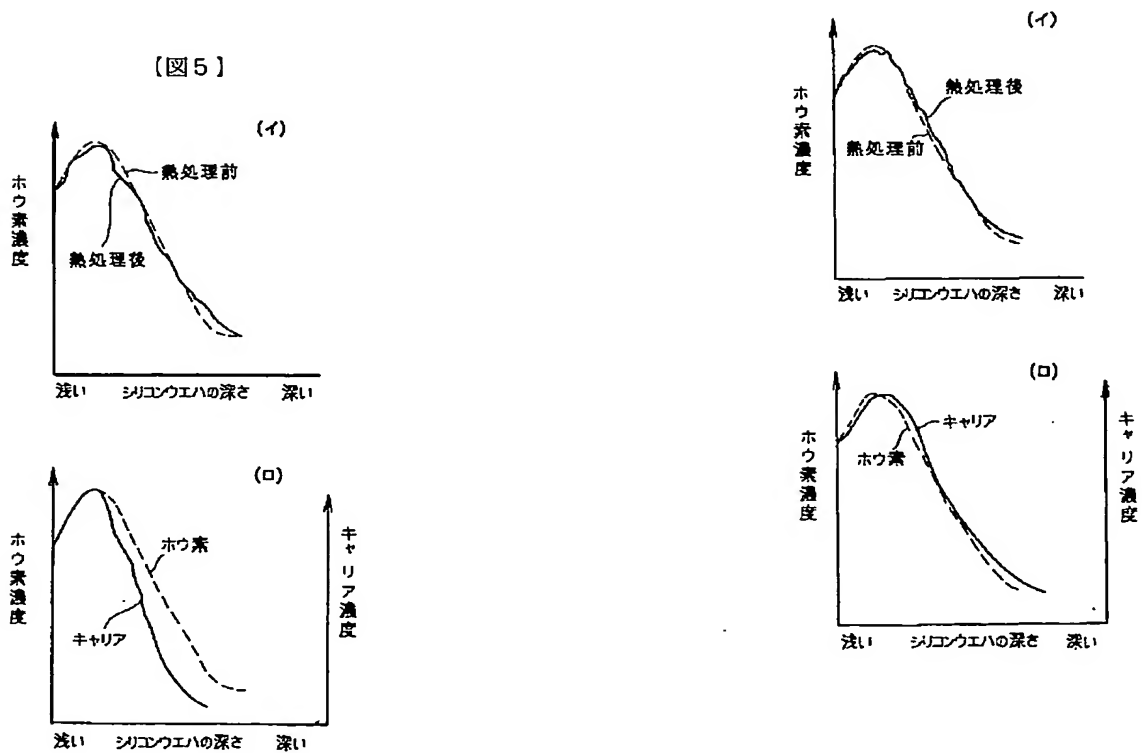 【図5】
(イ)
ホウ素濃度
熱処理前
熱処理後
浅い シリコンウエハの深さ 深い
(ロ)
ホウ素濃度
キャリア濃度
ホウ素
キャリア
浅い シリコンウエハの深さ 深い
(イ)
ホウ素濃度
熱処理後
熱処理前
浅い シリコンウエハの深さ 深い
(ロ)
ホウ素濃度
キャリア濃度
キャリア
ホウ素
浅い シリコンウエハの深さ 深い